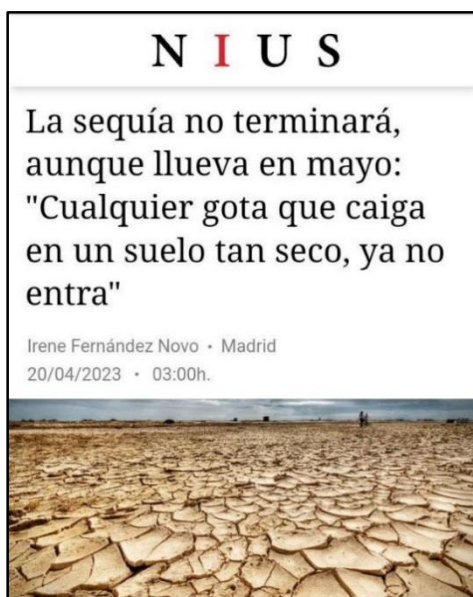 NIUS
La sequía no terminará,
aunque llueva en mayo:
"Cualquier gota que caiga
en un suelo tan seco, ya no
entra"
Irene Fernández Novo • Madrid
20/04/2023 • 03:00h.